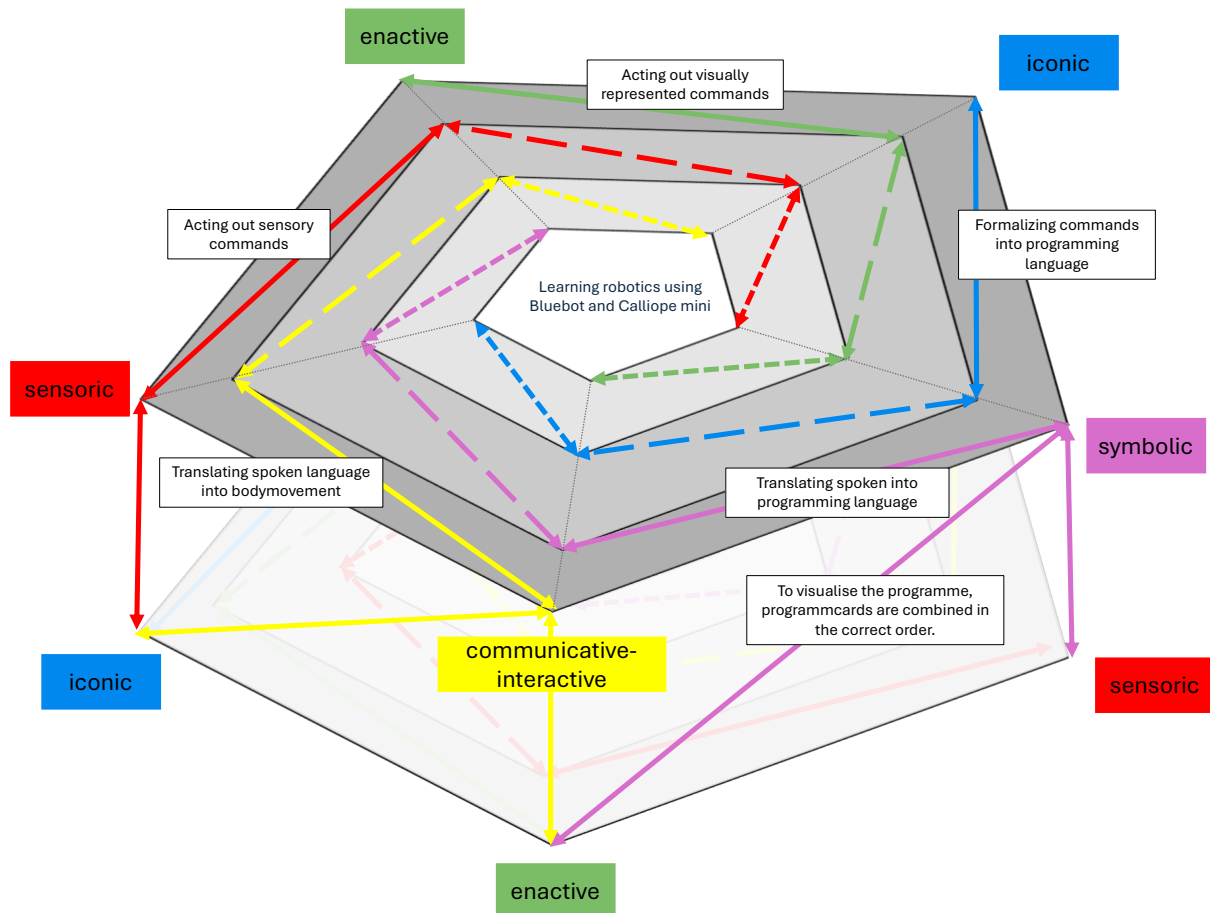 enactive
iconic
Acting out visually
represented commands
Acting out sensory
commands
Formalizing commands
into programming
language
Learning robotics using
Bluebot and Calliope mini
sensoric
symbolic
Translating spoken language
into bodymovement
Translating spoken into
programming language
To visualise the programme,
programmcards are combined in
the correct order.
communicative-
interactive
iconic
sensoric
enactive